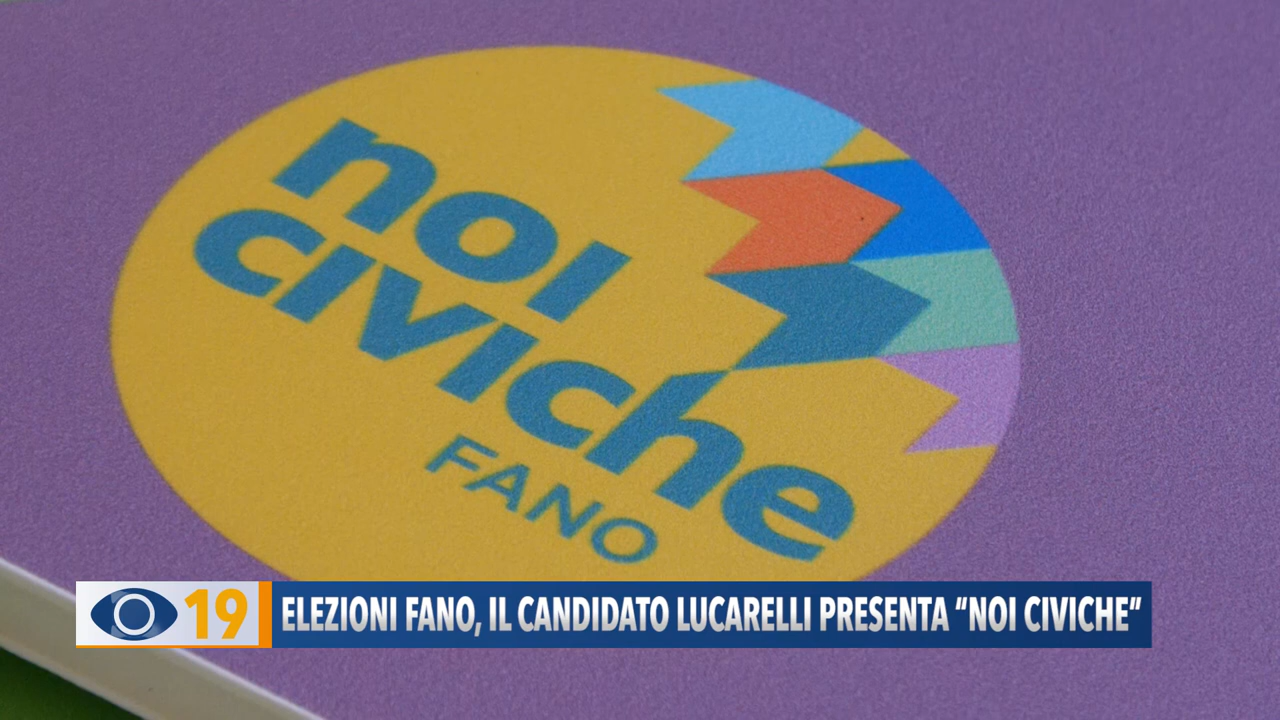 noi
civiche
FANO
19
ELEZIONI FANO, IL CANDIDATO LUCARELLI PRESENTA “NOI CIVICHE”